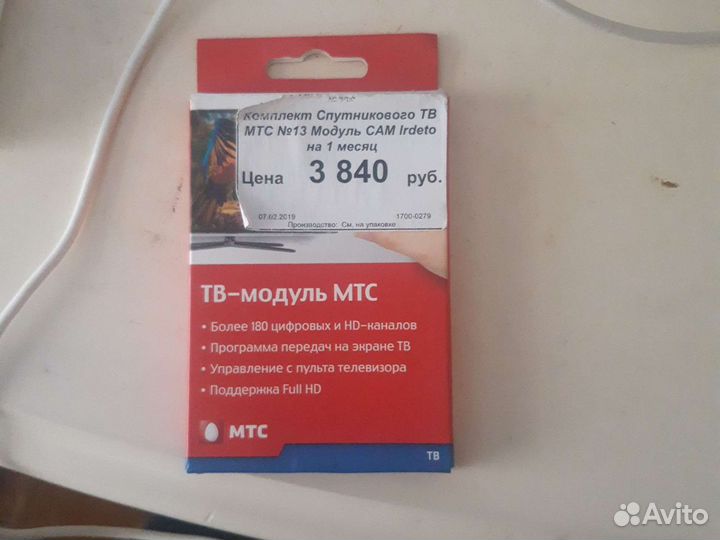 Комплект Спутникового ТВ
МТС №13 Модуль CAM Irdeto
на 1 месяц
Цена 3 840 руб.
07.02.2019 1700-0279
Производство: См. на упаковке
ТВ-модуль МТС
• Более 180 цифровых и HD-каналов
• Программа передач на экране ТВ
• Управление с пульта телевизора
• Поддержка Full HD
МТС
ТВ
Avito